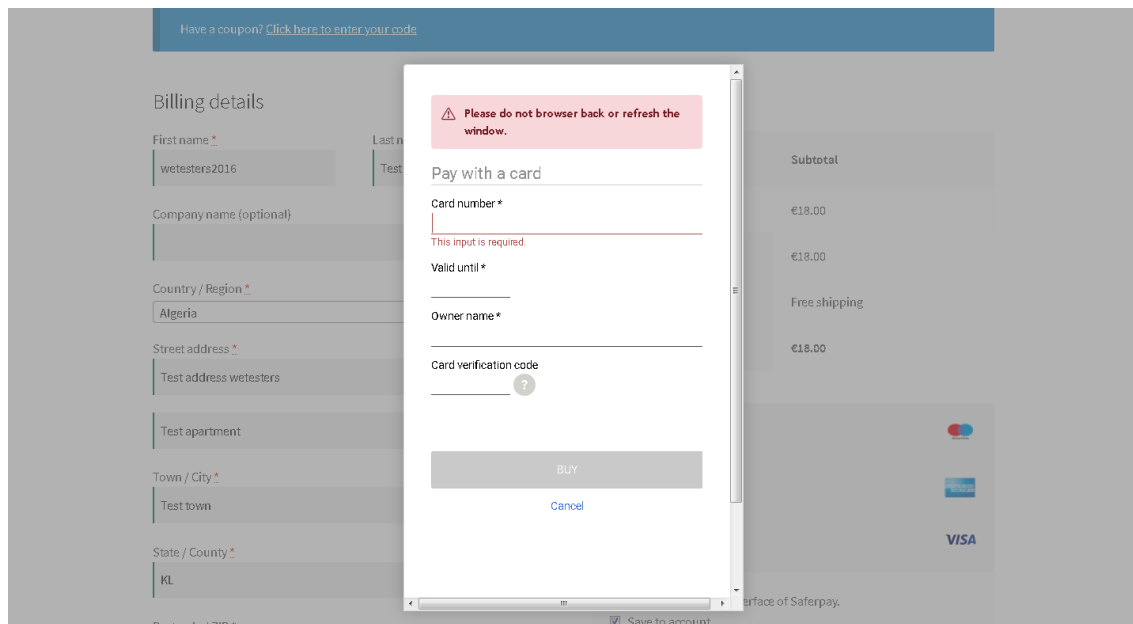 Have a coupon? Click here to enter your code
Billing details
First name *
Last n
wetesters2016
Test
Company name (optional)
Country / Region *
Algeria
Street address *
Test address wetesters
Test apartment
Town / City *
Test town
State / County *
KL
Please do not browser back or refresh the
window.
Pay with a card
Card number *
This input is required.
Valid until *
Owner name *
Card verification code
?
BUY
Cancel
Subtotal
€18.00
€18.00
Free shipping
€18.00
VISA
erface of Saferpay.
Save to account